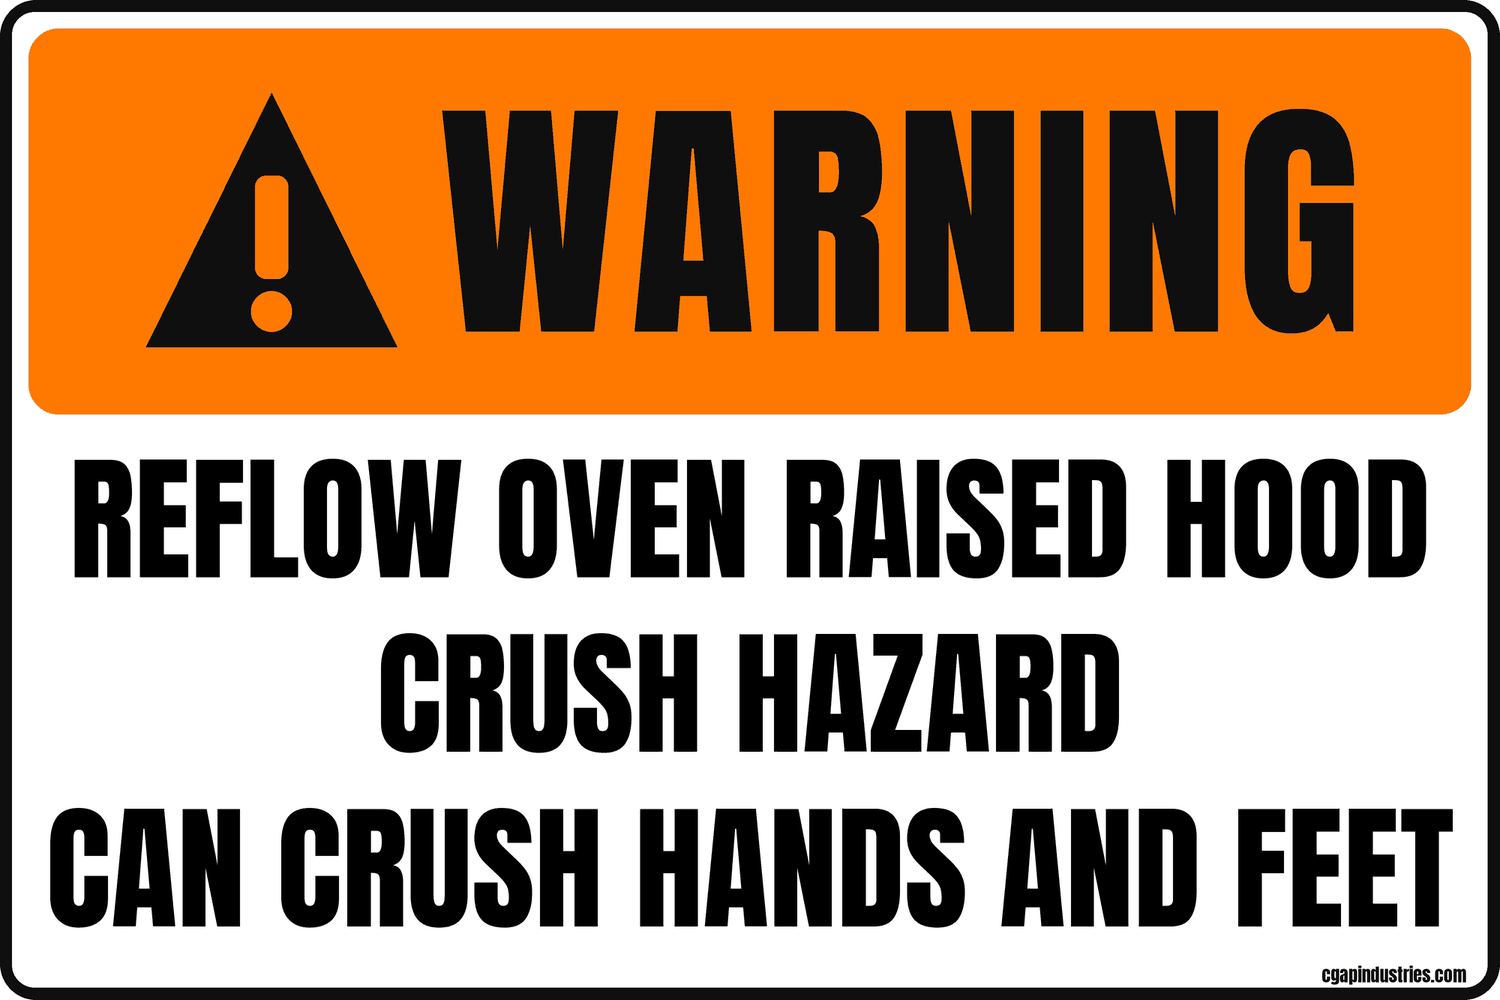 WARNING
REFLOW OVEN RAISED HOOD
CRUSH HAZARD
CAN CRUSH HANDS AND FEET
cgapindustries.com